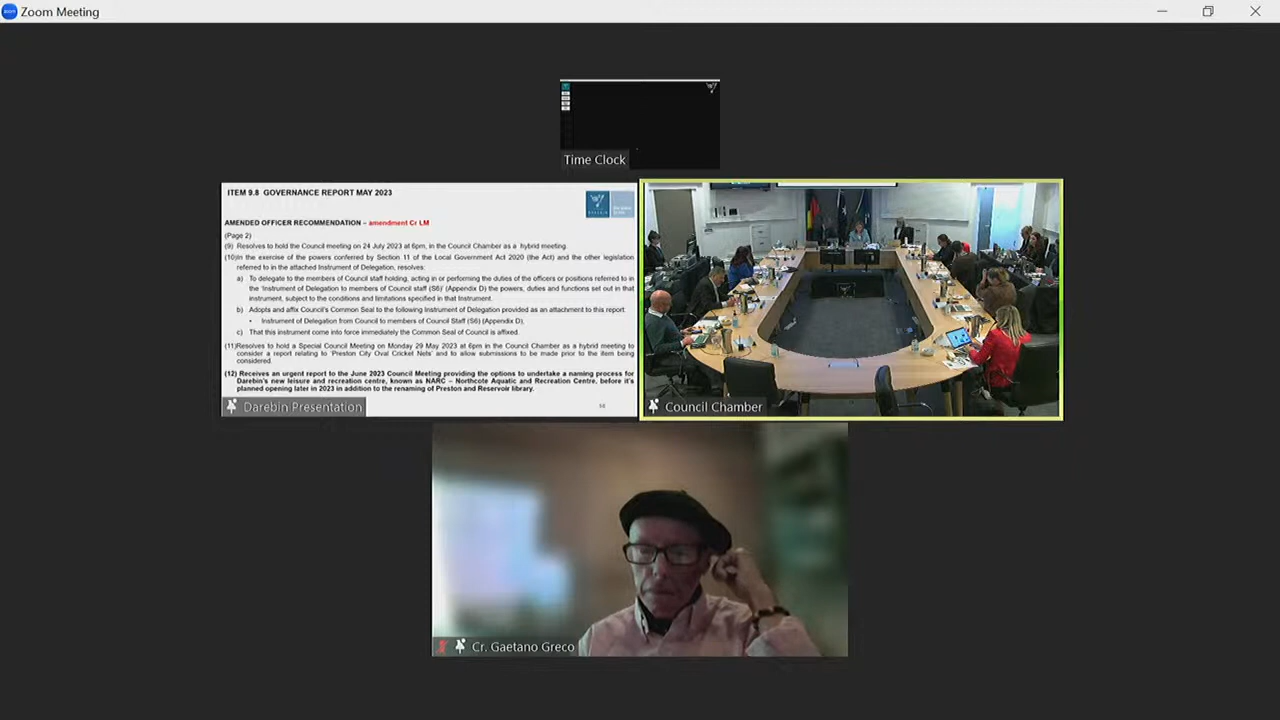 Zoom Meeting
Time Clock
ITEM 9.8 GOVERNANCE REPORT MAY 2023
AMENDED OFFICER RECOMMENDATION – amendment Cr LM
(Page 2)
(9) Resolves to hold the Council meeting on 24 July 2023 at 6pm, in the Council Chamber as a hybrid meeting.
(10)In the exercise of the powers conferred by Section 11 of the Local Government Act 2020 (the Act) and the other legislation
referred to in the attached Instrument of Delegation, resolves:
a) To delegate to the members of Council staff holding, acting in or performing the duties of the officers or positions referred to in
the 'Instrument of Delegation to members of Council staff (S6)' (Appendix D) the powers, duties and functions set out in that
instrument, subject to the conditions and limitations specified in that Instrument.
b) Adopts and affix Council's Common Seal to the following Instrument of Delegation provided as an attachment to this report:
• Instrument of Delegation from Council to members of Council Staff (S6) (Appendix D),
c) That this instrument come into force immediately the Common Seal of Council is affixed.
(11)Resolves to hold a Special Council Meeting on Monday 29 May 2023 at 6pm in the Council Chamber as a hybrid meeting to
consider a report relating to 'Preston City Oval Cricket Nets' and to allow submissions to be made prior to the item being
considered.
(12) Receives an urgent report to the June 2023 Council Meeting providing the options to undertake a naming process for
Darebin's new leisure and recreation centre, known as NARC – Northcote Aquatic and Recreation Centre, before it's
planned opening later in 2023 in addition to the renaming of Preston and Reservoir library.
Darebin Presentation
Council Chamber
Cr. Gaetano Greco